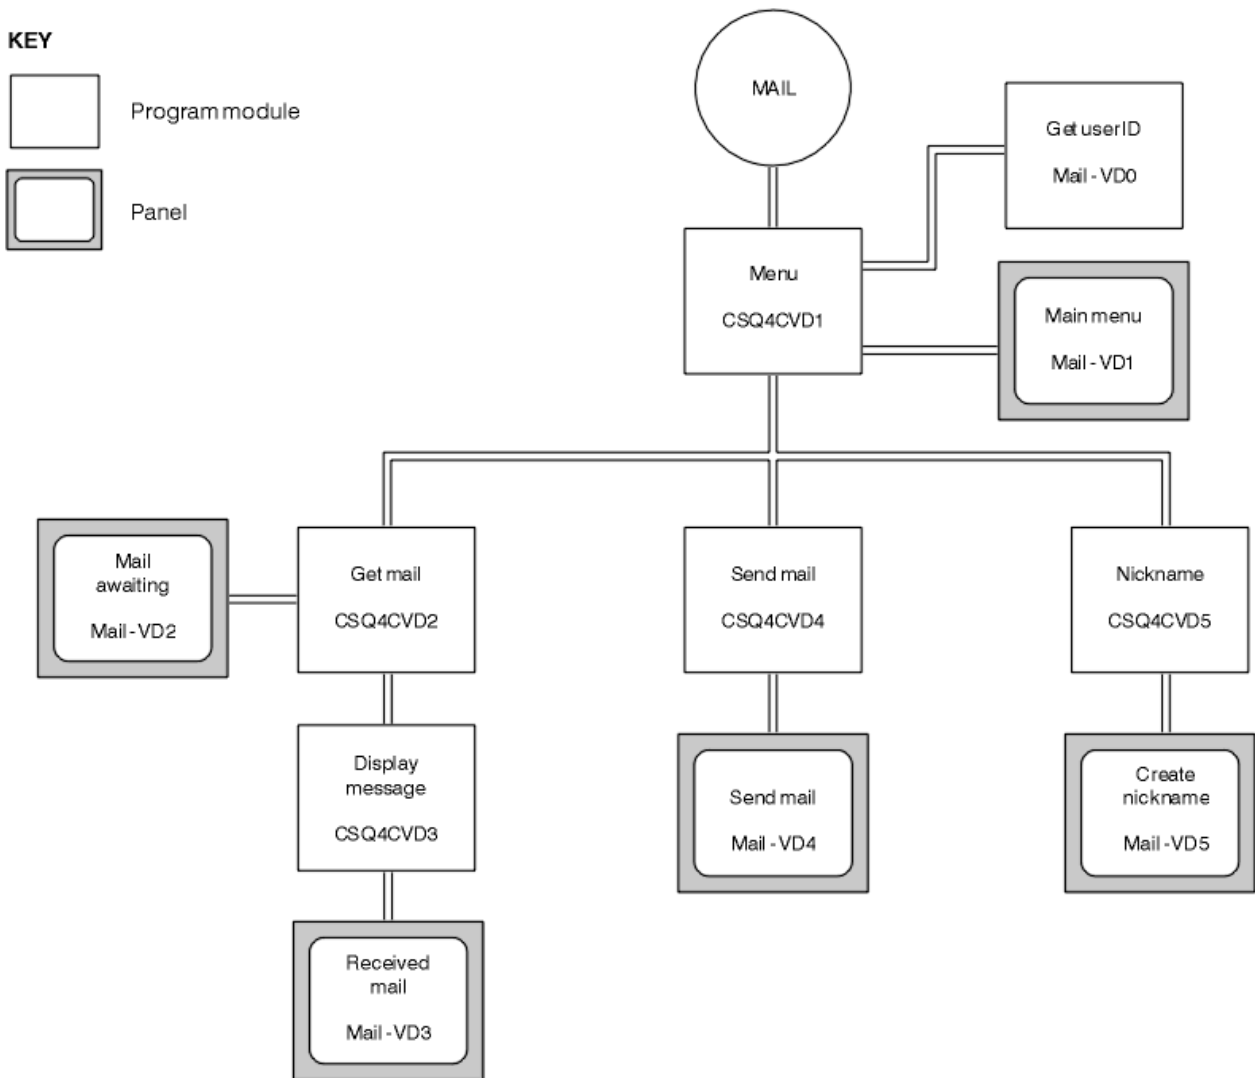 KEY
Program module
Panel
MAIL
Get userID
Mail - VD0
Menu
CSQ4CVD1
Main menu
Mail - VD1
Mail
awaiting
Mail - VD2
Get mail
CSQ4CVD2
Send mail
CSQ4CVD4
Nickname
CSQ4CVD5
Display
message
CSQ4CVD3
Send mail
Mail - VD4
Create
nickname
Mail - VD5
Received
mail
Mail - VD3